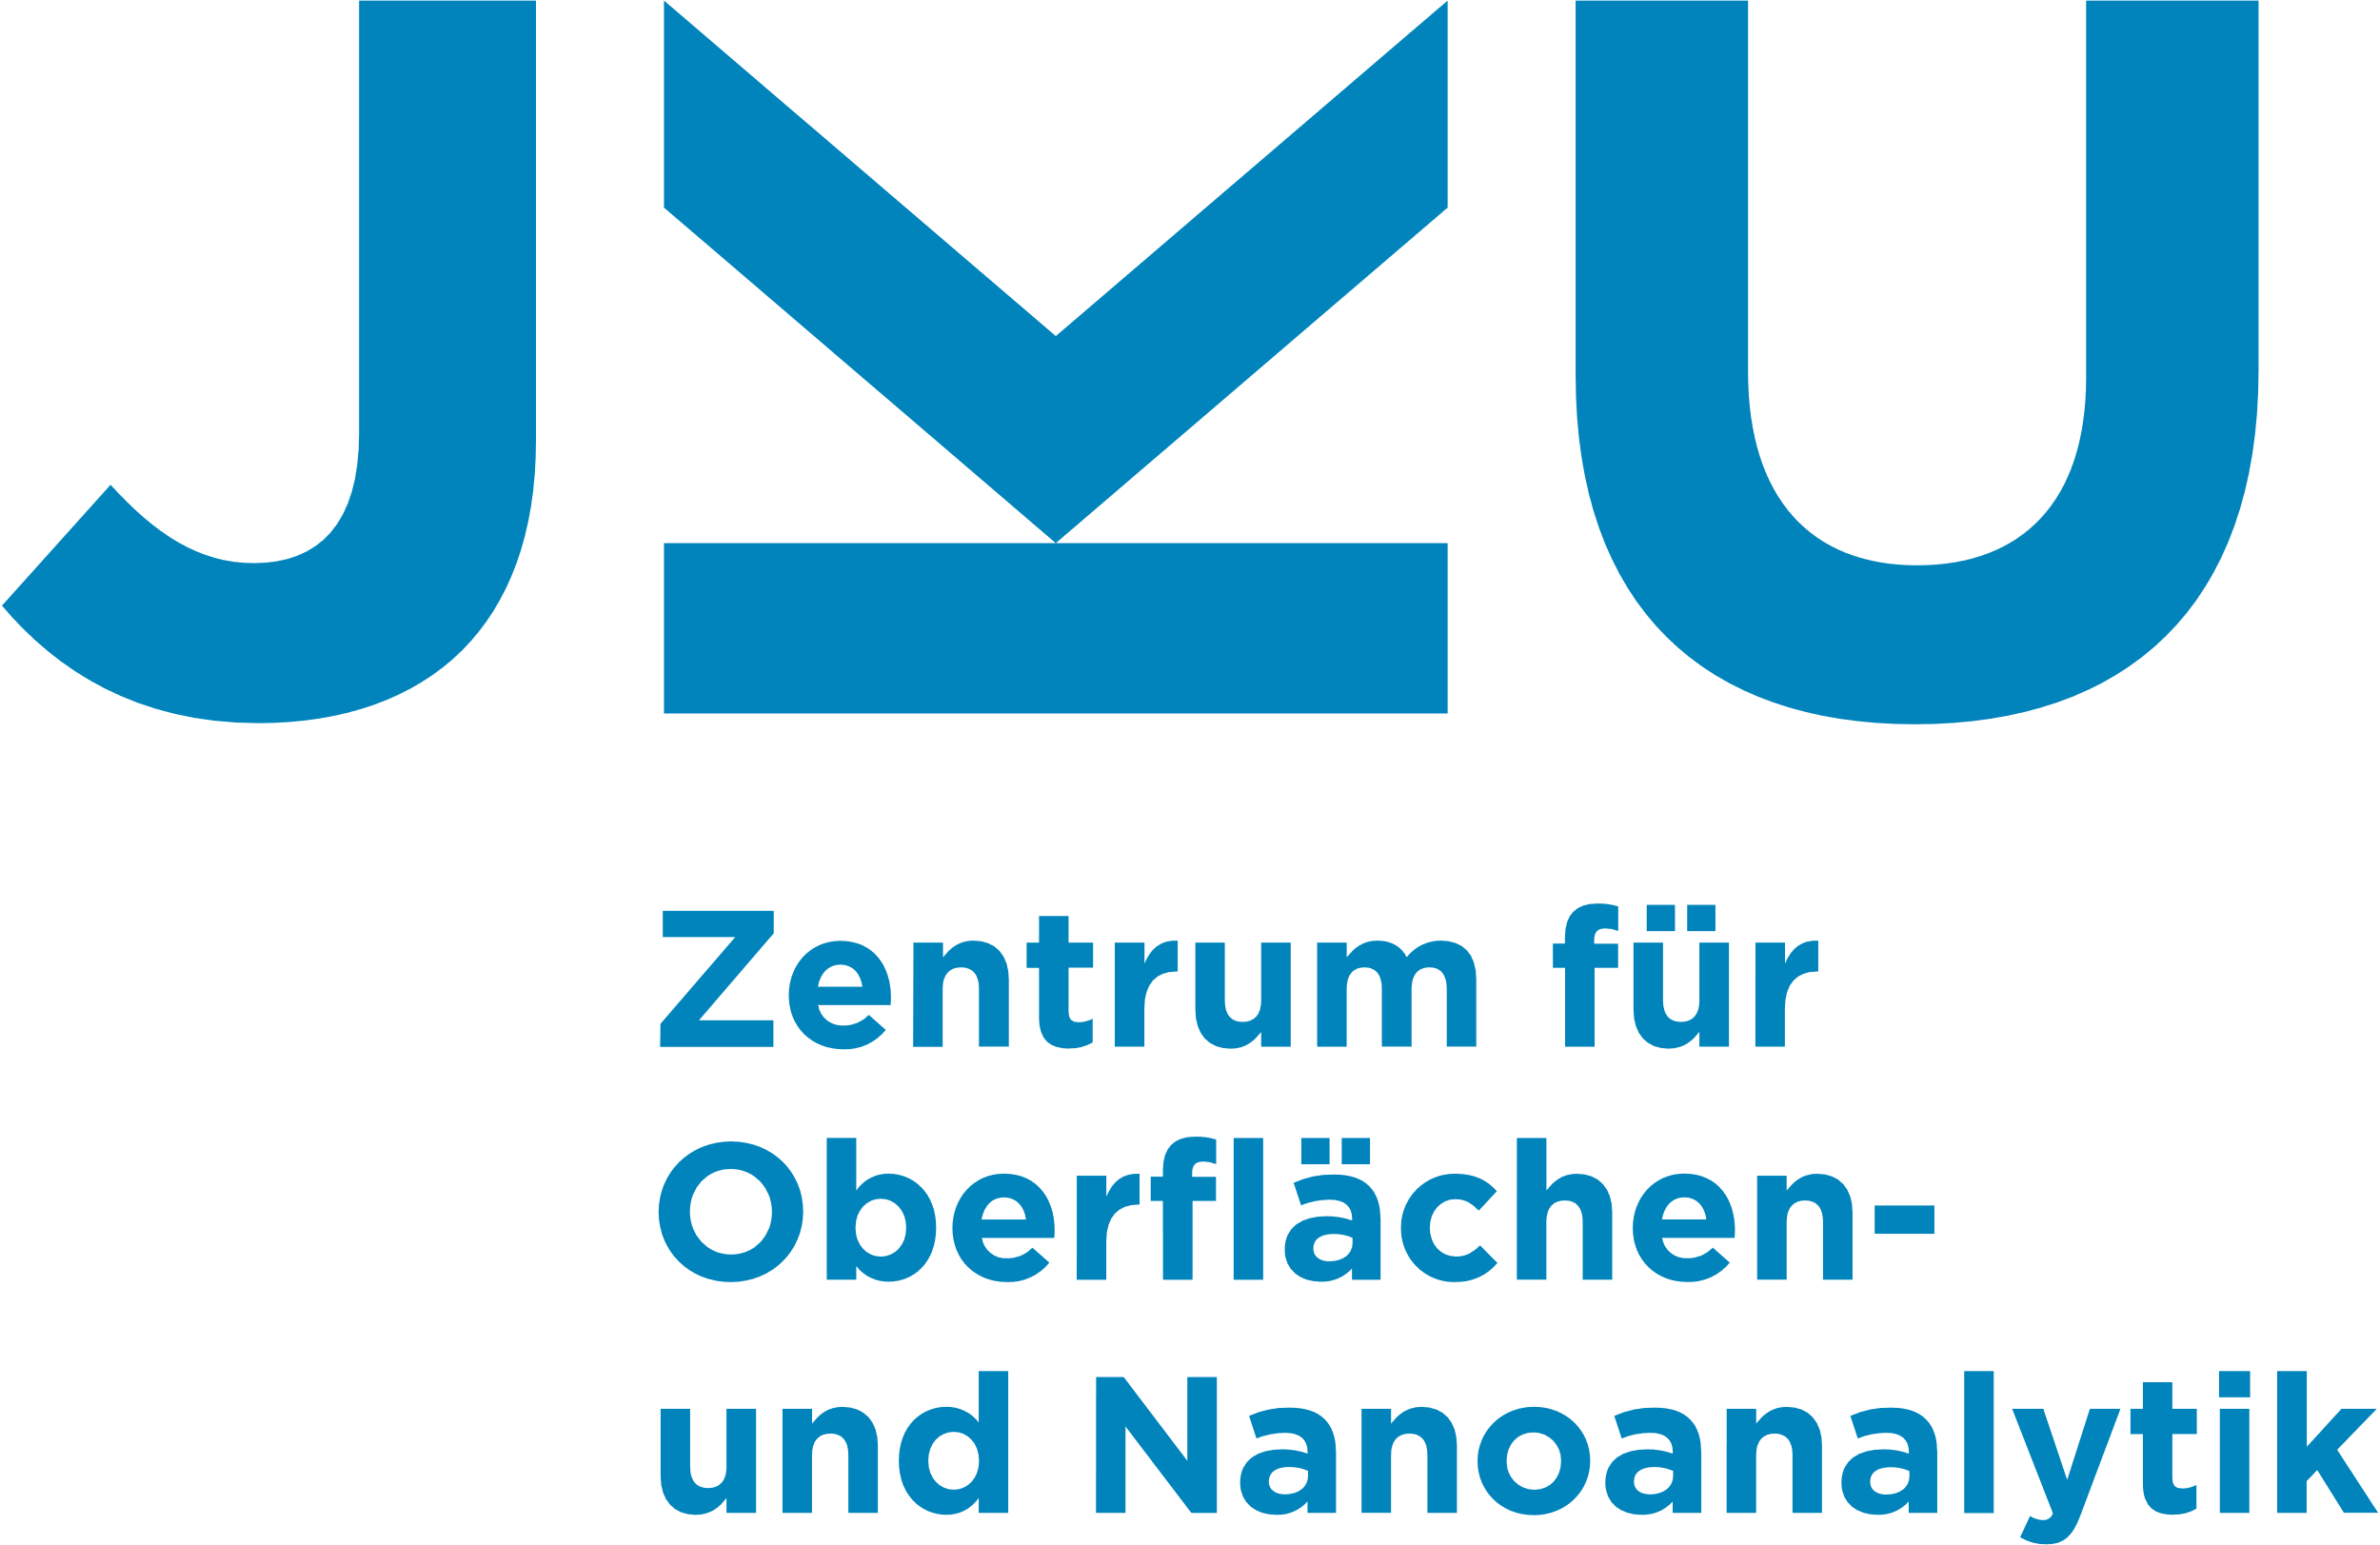 JKU
Zentrum für
Oberflächen-
und Nanoanalytik